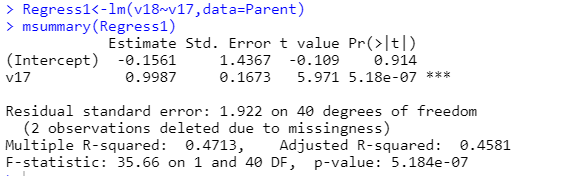 > Regress1<-lm(v18~v17,data=Parent)
> msummary(Regress1)
Estimate Std. Error t value Pr(>|t|)
(Intercept) -0.1561 1.4367 -0.109 0.914
v17 0.9987 0.1673 5.971 5.18e-07 ***
Residual standard error: 1.922 on 40 degrees of freedom
(2 observations deleted due to missingness)
Multiple R-squared: 0.4713, Adjusted R-squared: 0.4581
F-statistic: 35.66 on 1 and 40 DF, p-value: 5.184e-07